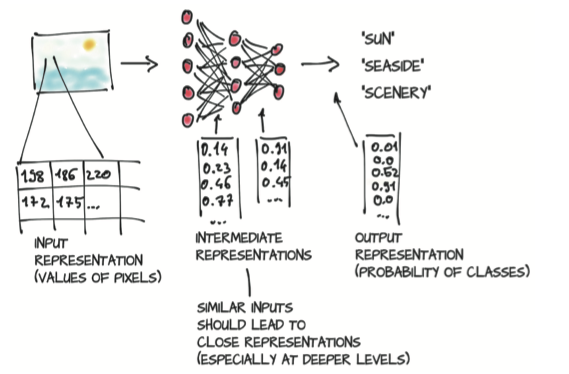 'SUN'
'SEASIDE'
'SCENERY'
158 186 220
172 175...
0.14
0.23
0.46
0.77
...
0.91
0.14
0.45
...
0.01
0.0
0.52
0.91
0.0
...
INPUT
REPRESENTATION
(VALUES OF PIXELS)
INTERMEDIATE
REPRESENTATIONS
OUTPUT
REPRESENTATION
(PROBABILITY OF CLASSES)
SIMILAR INPUTS
SHOULD LEAD TO
CLOSE REPRESENTATIONS
(ESPECIALLY AT DEEPER LEVELS)